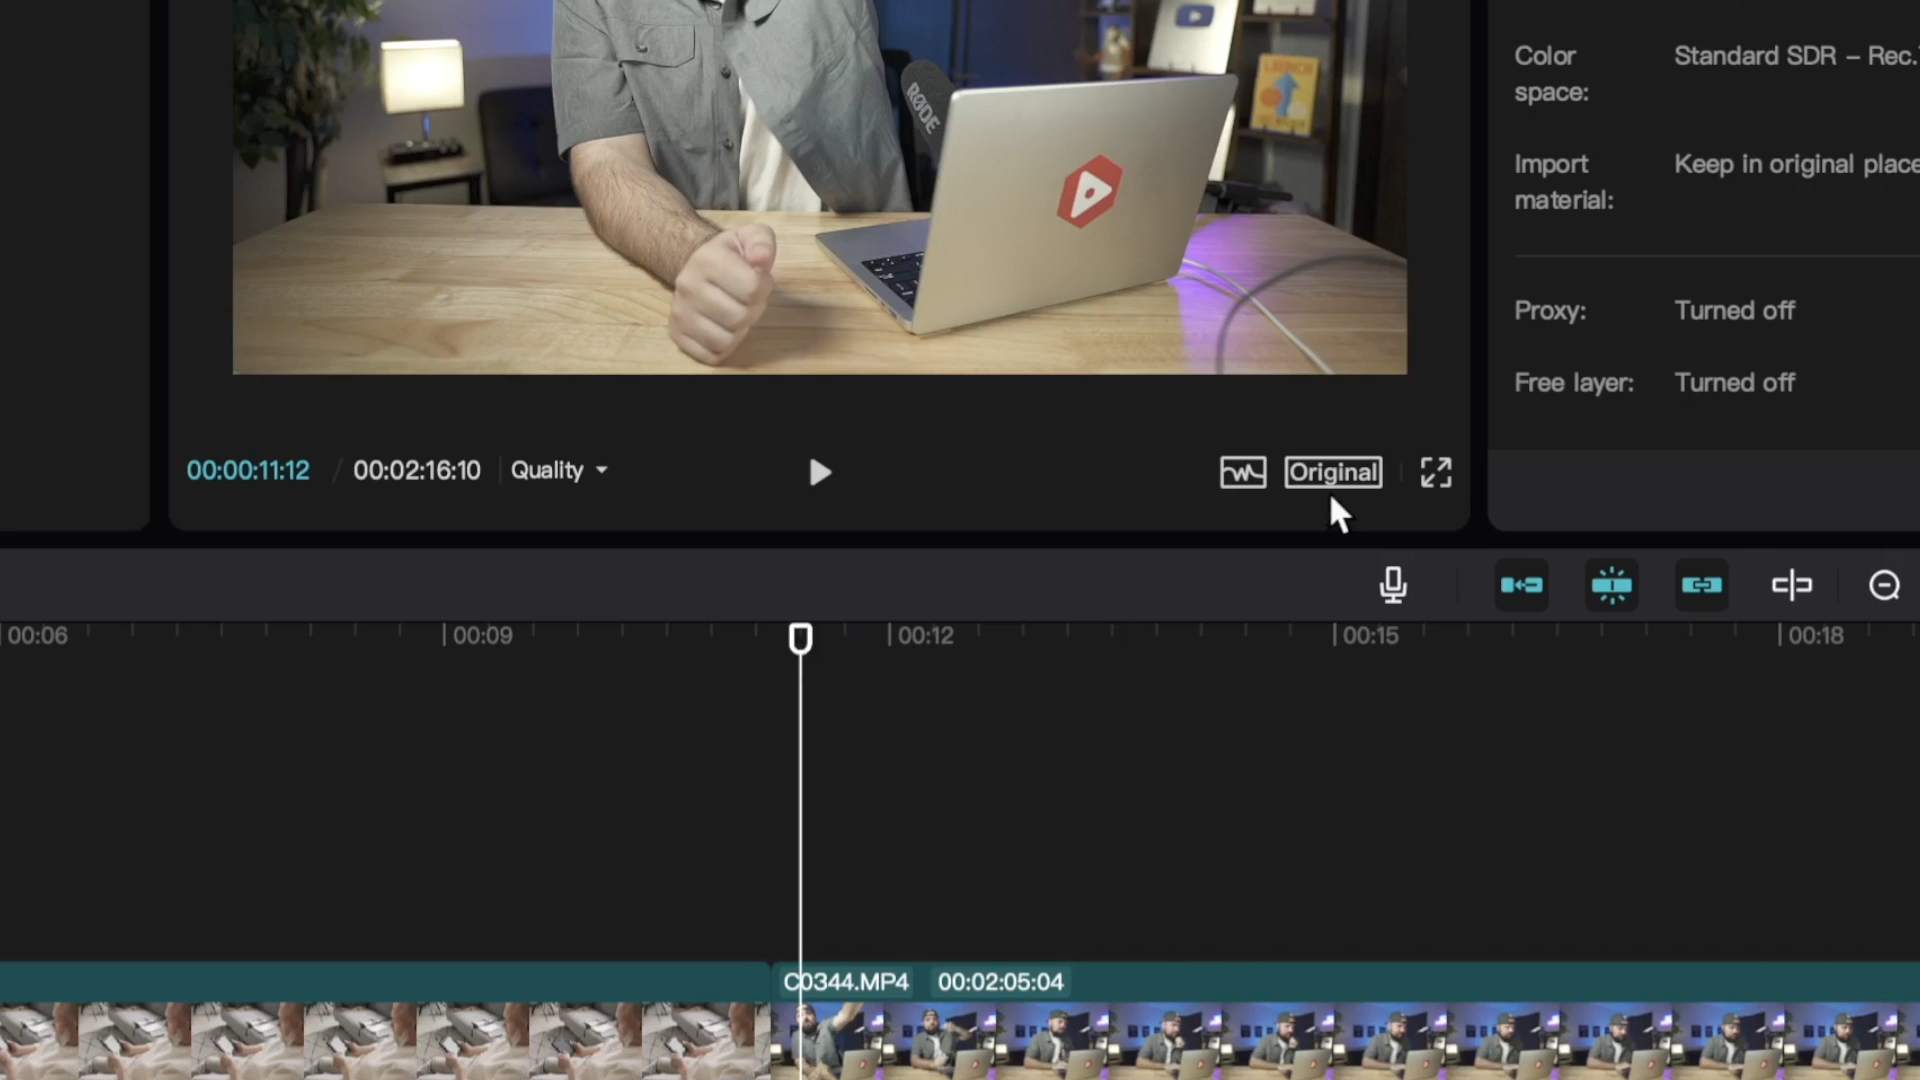 RØDE
LAUNCH
Color space:
Standard SDR – Rec.
Import material:
Keep in original place
Proxy:
Turned off
Free layer:
Turned off
00:00:11:12 / 00:02:16:10
Quality
Original
00:06
00:09
00:12
00:15
00:18
C0344.MP4
00:02:05:04